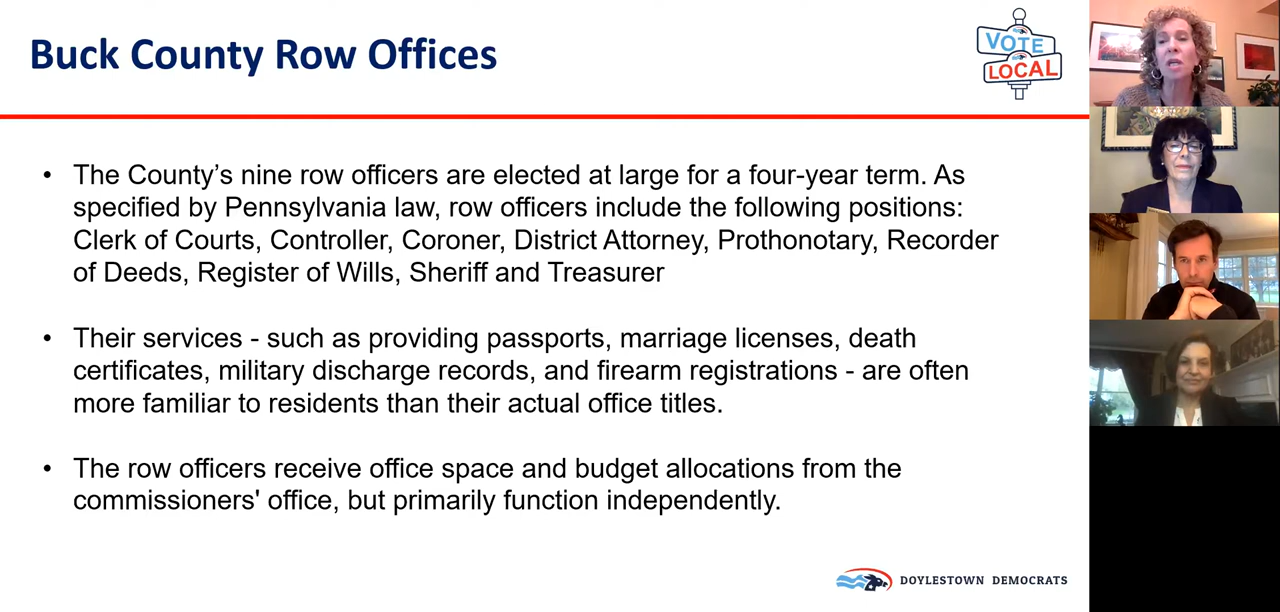 Buck County Row Offices
VOTE
LOCAL
• The County's nine row officers are elected at large for a four-year term. As
specified by Pennsylvania law, row officers include the following positions:
Clerk of Courts, Controller, Coroner, District Attorney, Prothonotary, Recorder
of Deeds, Register of Wills, Sheriff and Treasurer
• Their services - such as providing passports, marriage licenses, death
certificates, military discharge records, and firearm registrations - are often
more familiar to residents than their actual office titles.
• The row officers receive office space and budget allocations from the
commissioners' office, but primarily function independently.
DOYLESTOWN DEMOCRATS